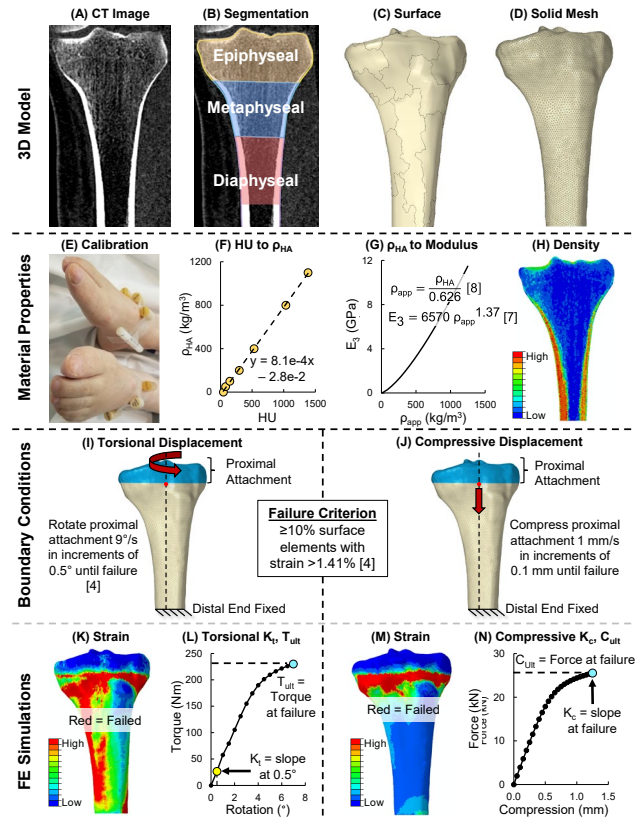 (A) CT Image
(B) Segmentation
(C) Surface
(D) Solid Mesh
3D Model
Epiphyseal
Metaphyseal
Diaphyseal
(E) Calibration
(F) HU to ρHA
(G) ρHA to Modulus
(H) Density
Material Properties
ρHA (kg/m³)
1200
800
400
0
0 500 1000 1500
HU
y = 8.1e-4x
− 2.8e-2
E3 (GPa)
12
8
4
0
0 500 1000 1500
ρapp (kg/m³)
ρapp = ρHA / 0.626 [8]
E3 = 6570 ρapp^1.37 [7]
High
Low
(I) Torsional Displacement
(J) Compressive Displacement
Boundary Conditions
Proximal
Attachment
Rotate proximal
attachment 9°/s
in increments of
0.5° until failure
[4]
Distal End Fixed
Failure Criterion
≥10% surface
elements with
strain >1.41% [4]
Proximal
Attachment
Compress proximal
attachment 1 mm/s
in increments of
0.1 mm until failure
Distal End Fixed
(K) Strain
(L) Torsional Kt, Tult
(M) Strain
(N) Compressive Kc, Cult
FE Simulations
Red = Failed
High
Low
Torque (Nm)
250
200
150
100
50
0
0 2 4 6 8
Rotation (°)
Tult =
Torque
at failure
Kt = slope
at 0.5°
Red = Failed
High
Low
Force (kN)
30
20
10
0
0.0 0.5 1.0 1.5
Compression (mm)
CUlt = Force at failure
Kc = slope
at failure